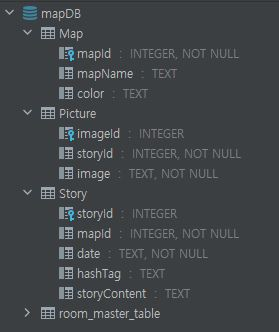 mapDB
Map
mapId : INTEGER, NOT NULL
mapName : TEXT
color : TEXT
Picture
imageId : INTEGER
storyId : INTEGER, NOT NULL
image : TEXT, NOT NULL
Story
storyId : INTEGER
mapId : INTEGER, NOT NULL
date : TEXT, NOT NULL
hashTag : TEXT
storyContent : TEXT
room_master_table